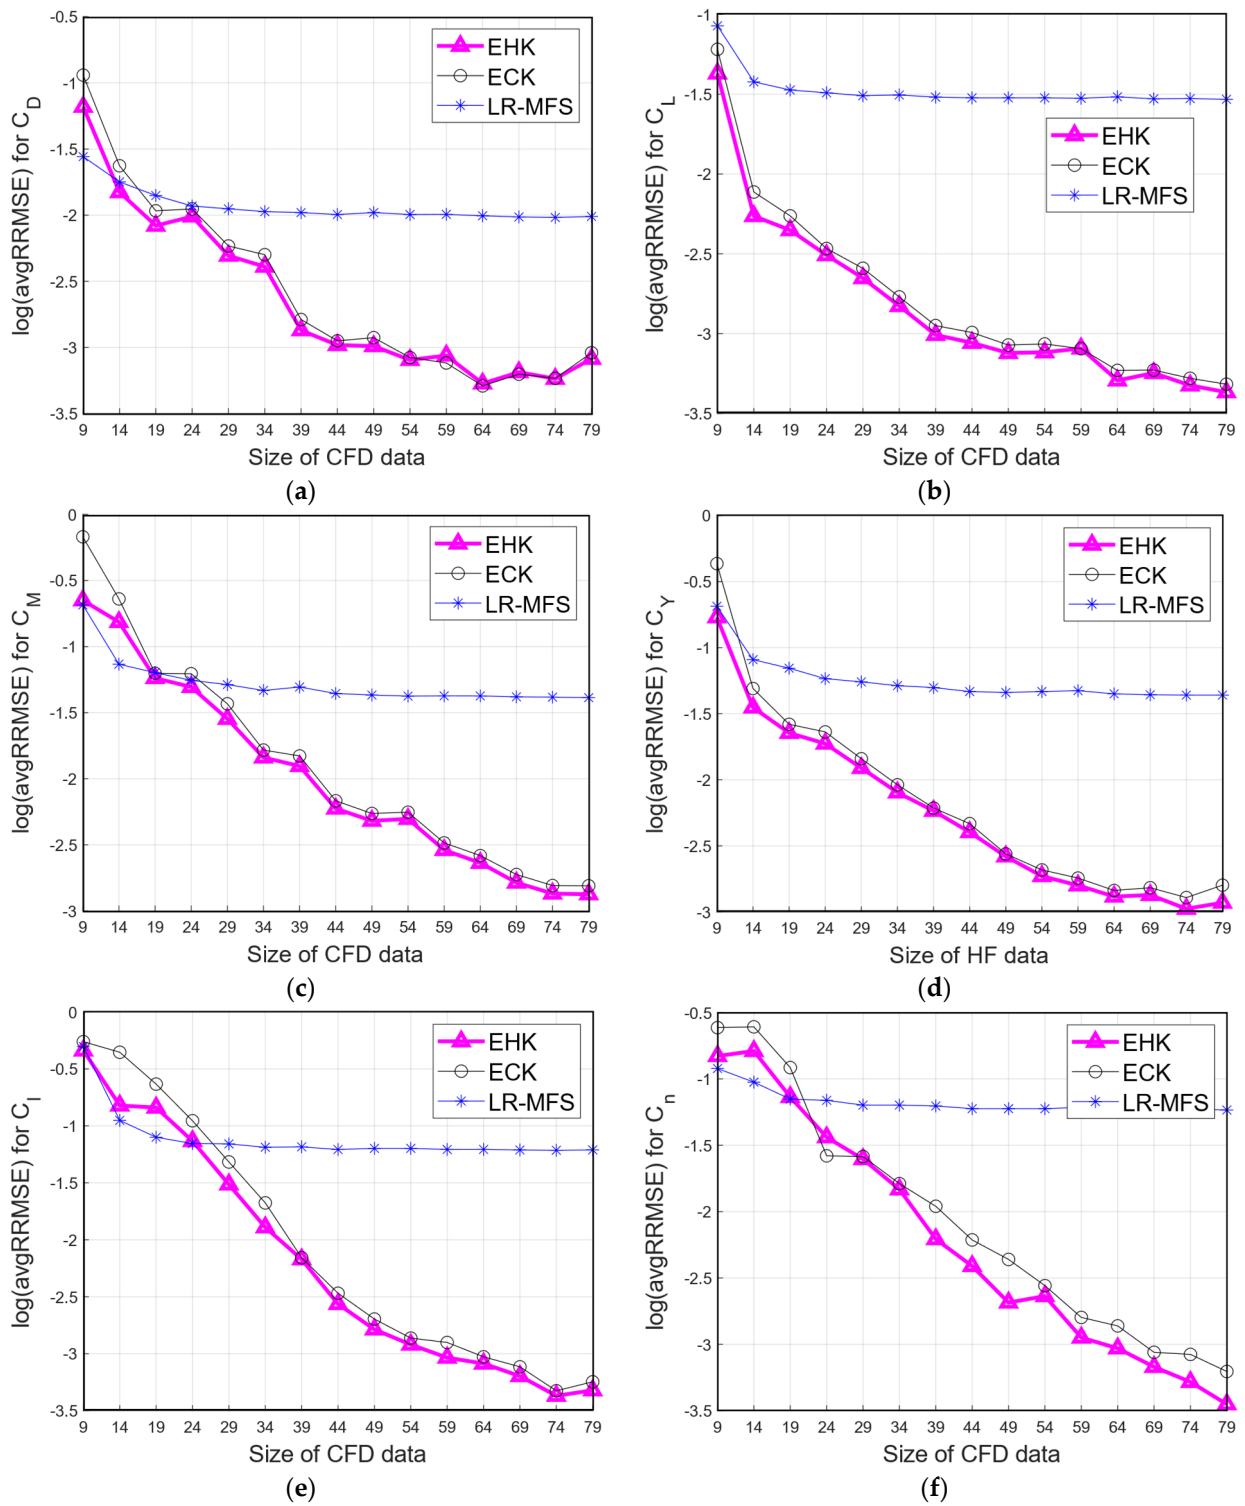 -0.5
-1
-1.5
-2
-2.5
-3
-3.5
log(avgRRMSE) for C_D
EHK
ECK
LR-MFS
9 14 19 24 29 34 39 44 49 54 59 64 69 74 79
Size of CFD data
(a)
-1
-1.5
-2
-2.5
-3
-3.5
log(avgRRMSE) for C_L
EHK
ECK
LR-MFS
9 14 19 24 29 34 39 44 49 54 59 64 69 74 79
Size of CFD data
(b)
0
-0.5
-1
-1.5
-2
-2.5
-3
log(avgRRMSE) for C_M
EHK
ECK
LR-MFS
9 14 19 24 29 34 39 44 49 54 59 64 69 74 79
Size of CFD data
(c)
0
-0.5
-1
-1.5
-2
-2.5
-3
log(avgRRMSE) for C_Y
EHK
ECK
LR-MFS
9 14 19 24 29 34 39 44 49 54 59 64 69 74 79
Size of HF data
(d)
0
-0.5
-1
-1.5
-2
-2.5
-3
-3.5
log(avgRRMSE) for C_l
EHK
ECK
LR-MFS
9 14 19 24 29 34 39 44 49 54 59 64 69 74 79
Size of CFD data
(e)
-0.5
-1
-1.5
-2
-2.5
-3
-3.5
log(avgRRMSE) for C_n
EHK
ECK
LR-MFS
9 14 19 24 29 34 39 44 49 54 59 64 69 74 79
Size of CFD data
(f)